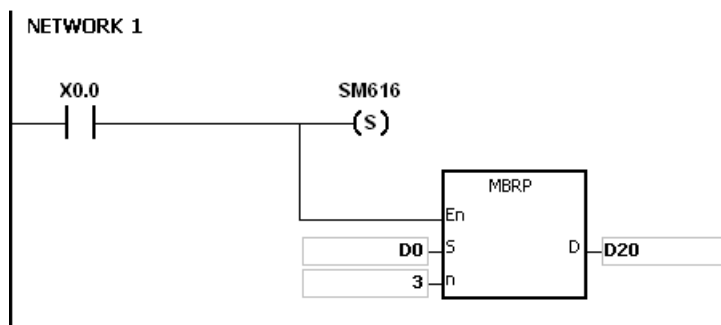 NETWORK 1
X0.0 SM616
(S)
MBRP
En
D0 S D D20
3 n